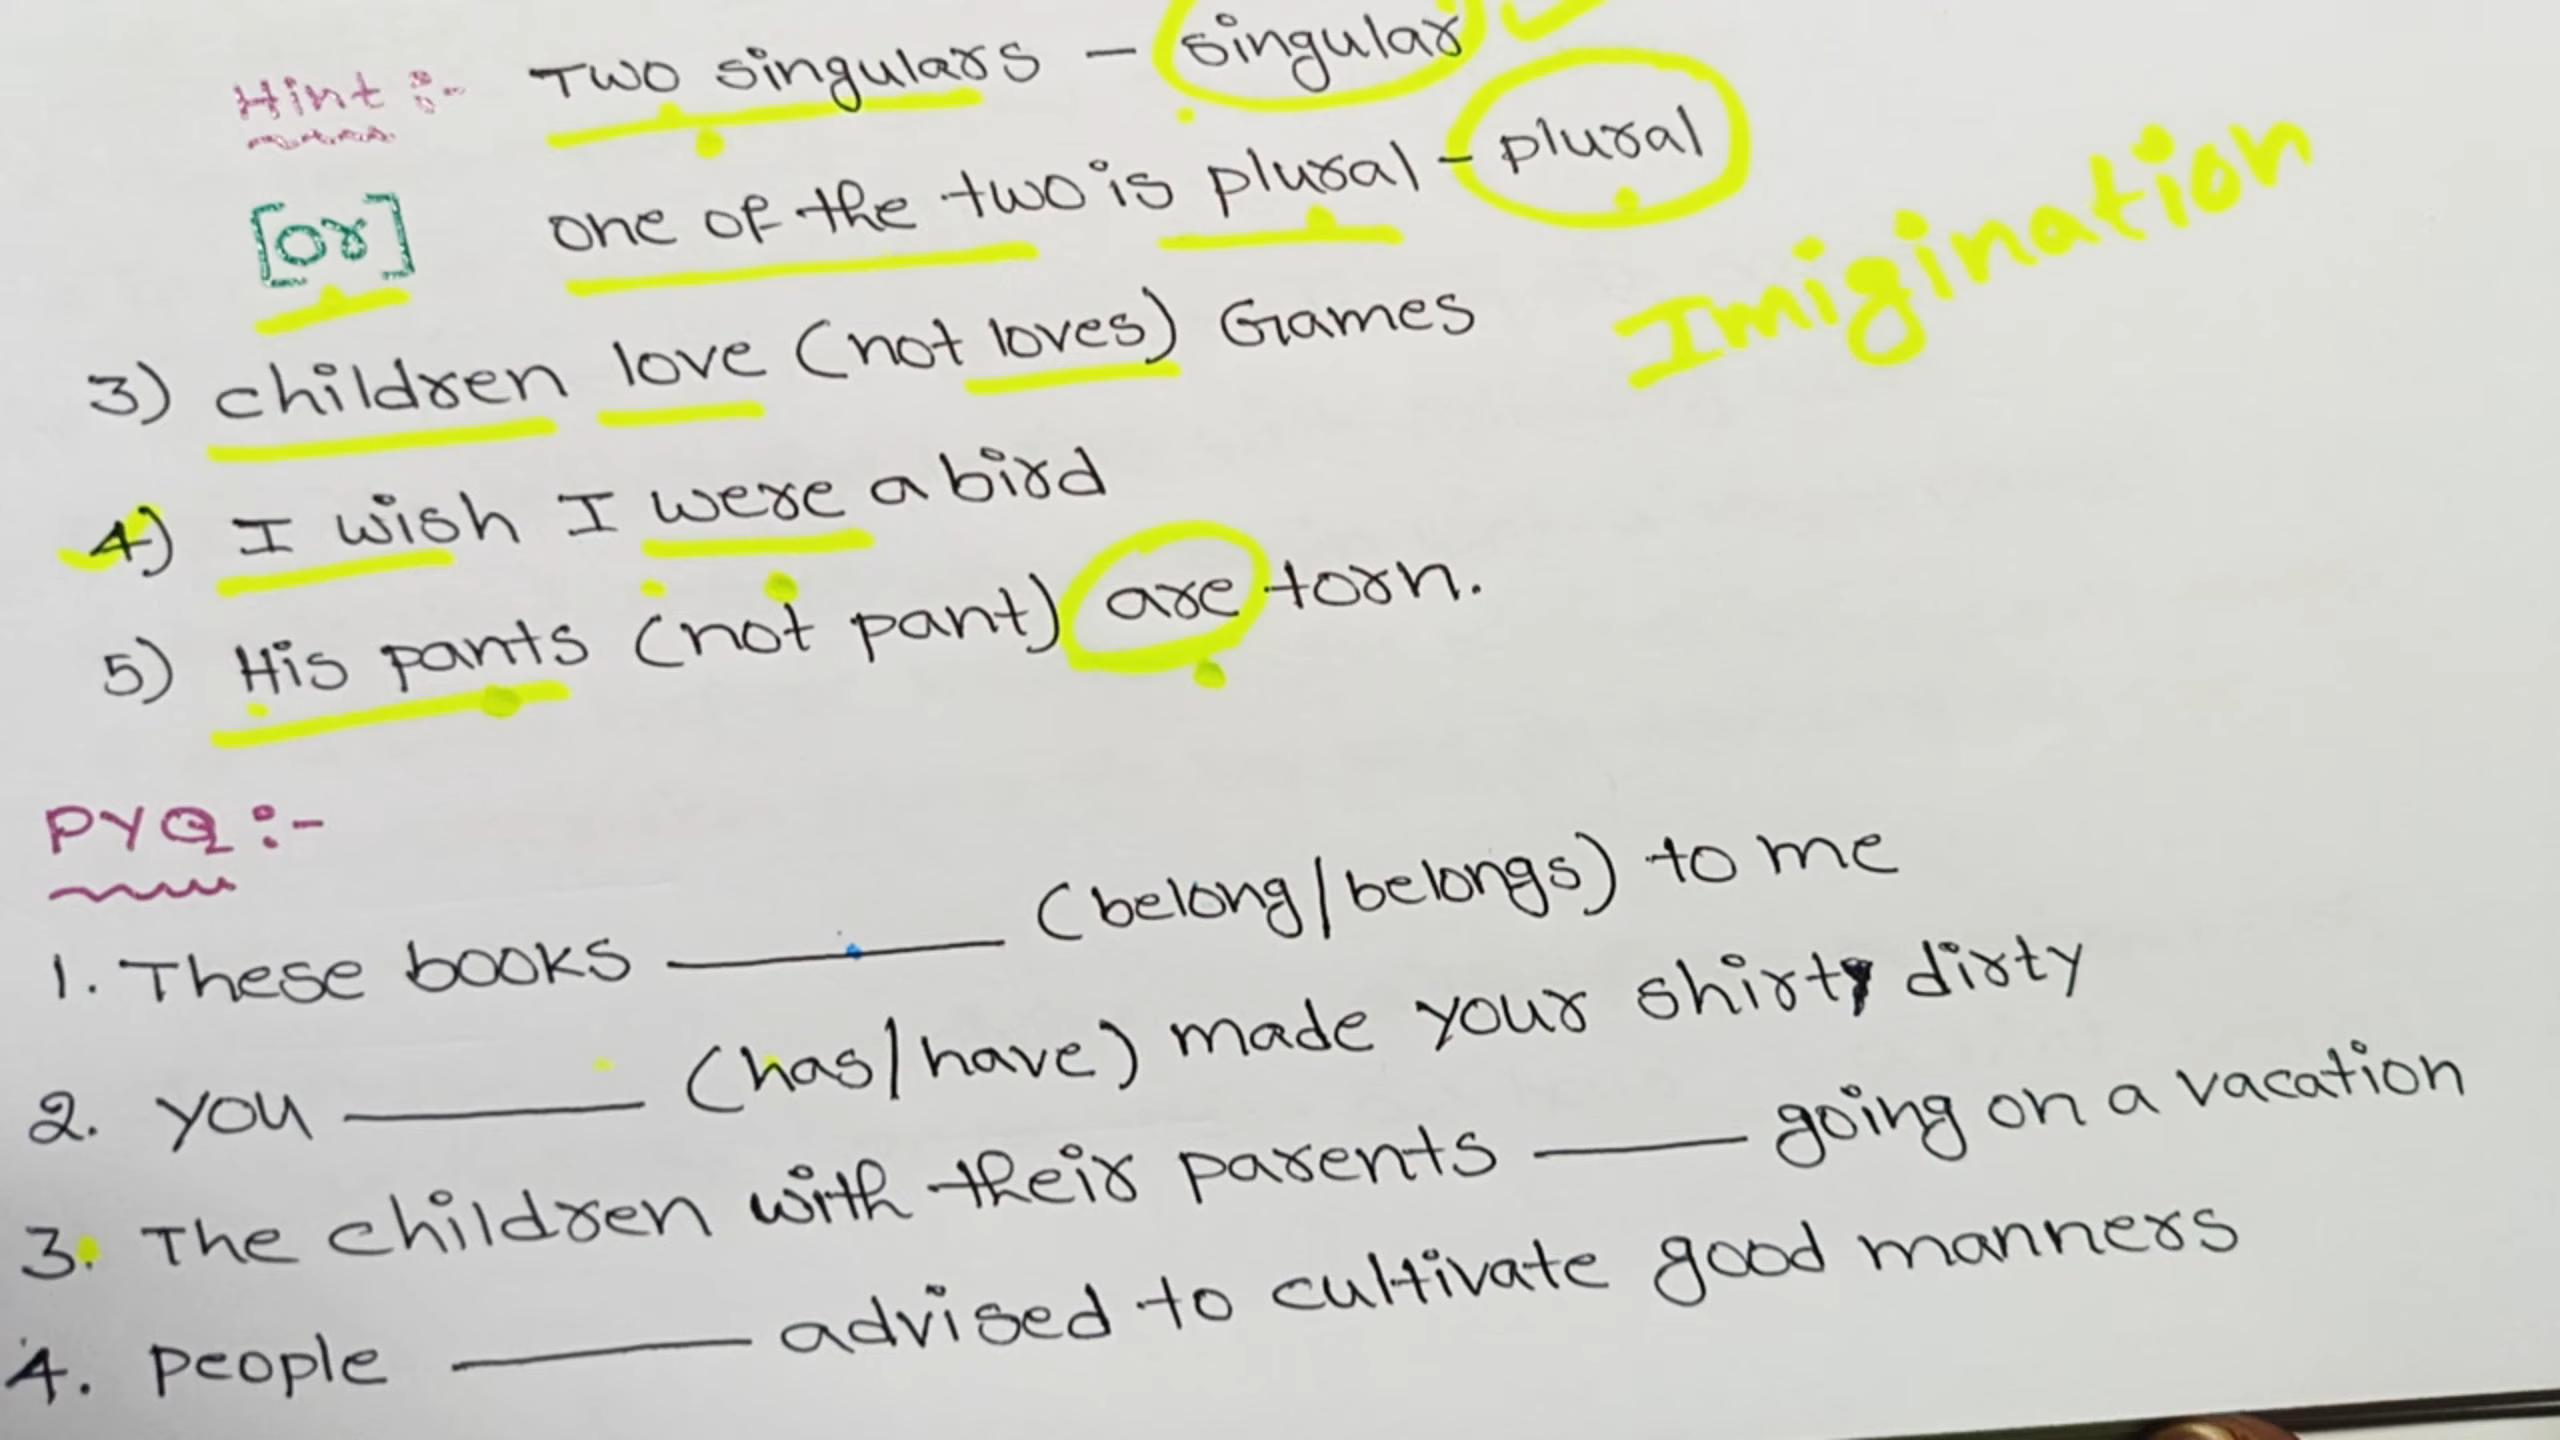 Hint :- Two singulars - singular
[or] one of the two is plural - plural
Imigination
3) children love (not loves) Games
4) I wish I were a bird
5) His pants (not pant) are torn.
PYQ :-
1. These books ______ (belong/belongs) to me
2. You ______ (has/have) made your shirt dirty
3. The children with their parents ______ going on a vacation
4. people ______ advised to cultivate good manners